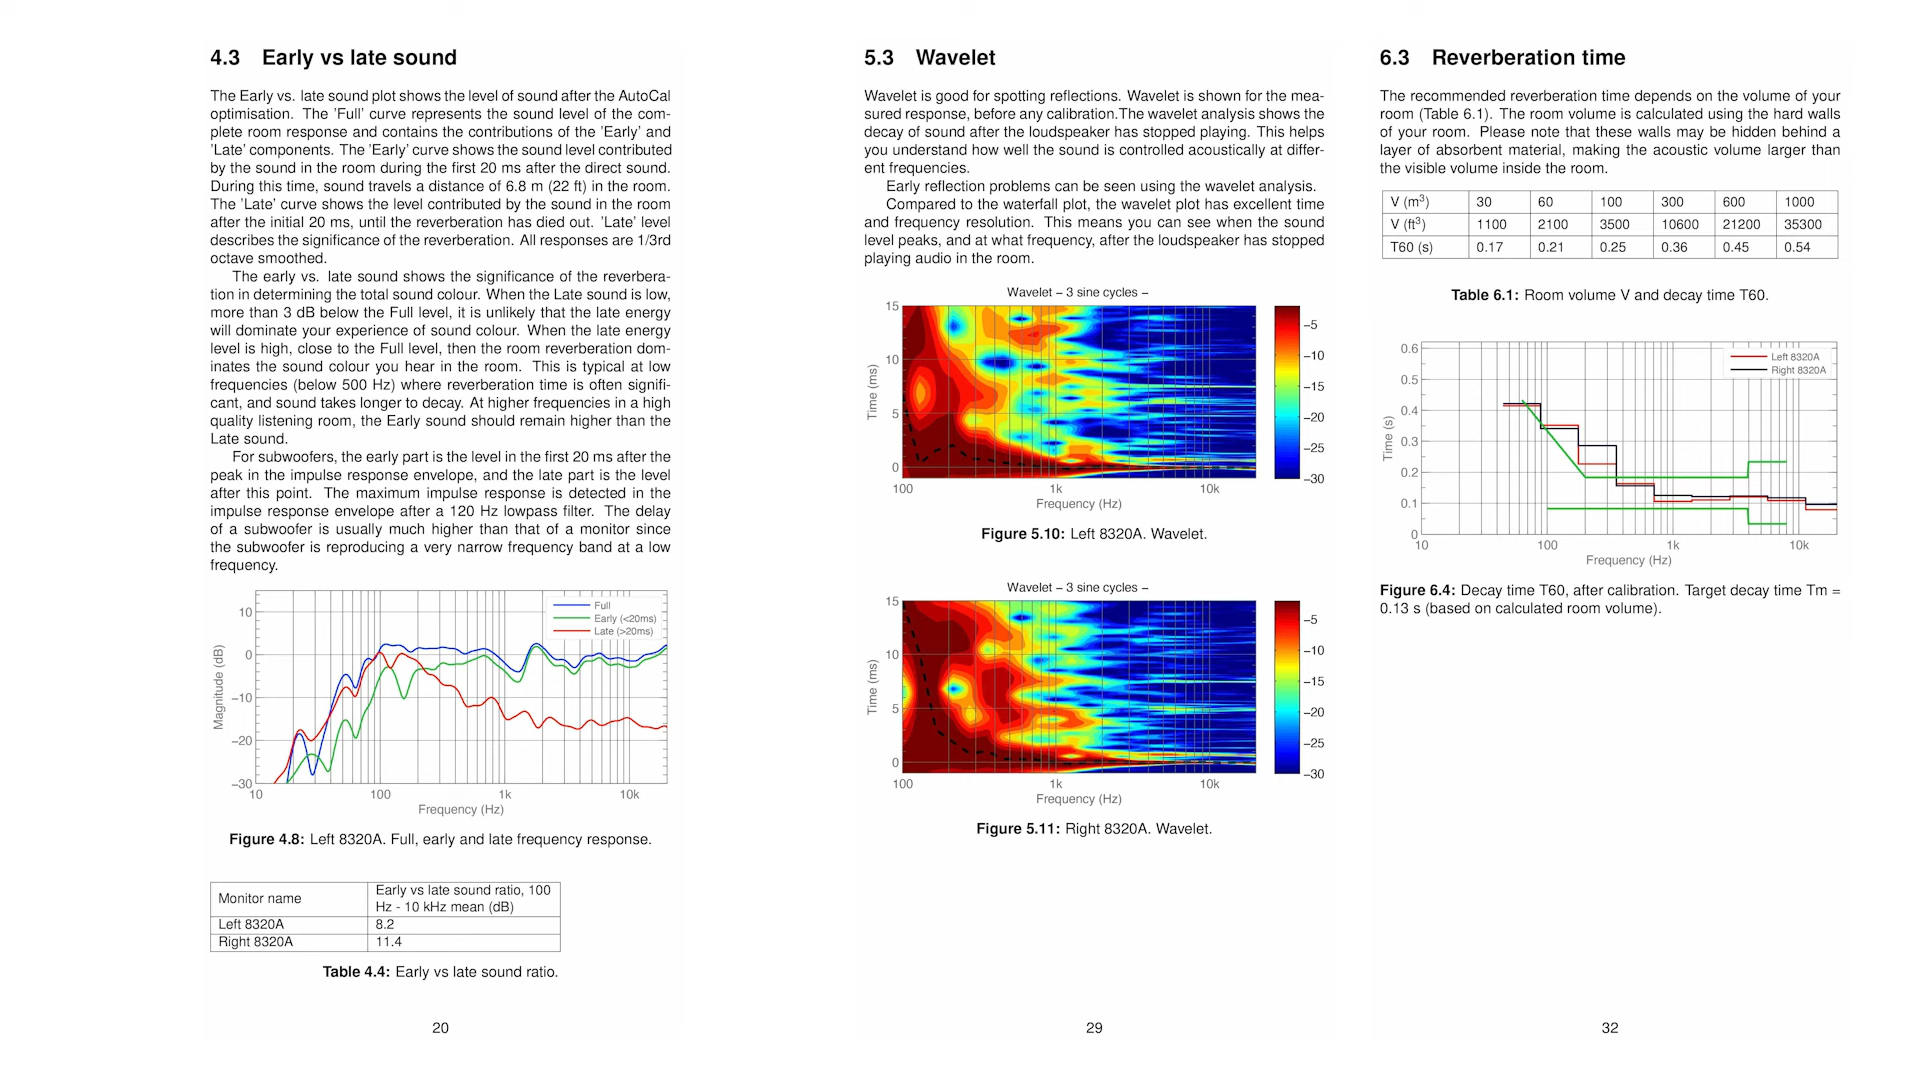 4.3 Early vs late sound
The Early vs. late sound plot shows the level of sound after the AutoCal
optimisation. The 'Full' curve represents the sound level of the com-
plete room response and contains the contributions of the 'Early' and
'Late' components. The 'Early' curve shows the sound level contributed
by the sound in the room during the first 20 ms after the direct sound.
During this time, sound travels a distance of 6.8 m (22 ft) in the room.
The 'Late' curve shows the level contributed by the sound in the room
after the initial 20 ms, until the reverberation has died out. 'Late' level
describes the significance of the reverberation. All responses are 1/3rd
octave smoothed.
The early vs. late sound shows the significance of the reverbera-
tion in determining the total sound colour. When the Late sound is low,
more than 3 dB below the Full level, it is unlikely that the late energy
will dominate your experience of sound colour. When the late energy
level is high, close to the Full level, then the room reverberation dom-
inates the sound colour you hear in the room. This is typical at low
frequencies (below 500 Hz) where reverberation time is often signifi-
cant, and sound takes longer to decay. At higher frequencies in a high
quality listening room, the Early sound should remain higher than the
Late sound.
For subwoofers, the early part is the level in the first 20 ms after the
peak in the impulse response envelope, and the late part is the level
after this point. The maximum impulse response is detected in the
impulse response envelope after a 120 Hz lowpass filter. The delay
of a subwoofer is usually much higher than that of a monitor since
the subwoofer is reproducing a very narrow frequency band at a low
frequency.
Full
Early (<20ms)
Late (>20ms)
10
0
−10
−20
−30
Magnitude (dB)
10 100 1k 10k
Frequency (Hz)
Figure 4.8: Left 8320A. Full, early and late frequency response.
Monitor name
Early vs late sound ratio, 100
Hz - 10 kHz mean (dB)
Left 8320A 8.2
Right 8320A 11.4
Table 4.4: Early vs late sound ratio.
20
5.3 Wavelet
Wavelet is good for spotting reflections. Wavelet is shown for the mea-
sured response, before any calibration.The wavelet analysis shows the
decay of sound after the loudspeaker has stopped playing. This helps
you understand how well the sound is controlled acoustically at differ-
ent frequencies.
Early reflection problems can be seen using the wavelet analysis.
Compared to the waterfall plot, the wavelet plot has excellent time
and frequency resolution. This means you can see when the sound
level peaks, and at what frequency, after the loudspeaker has stopped
playing audio in the room.
Wavelet – 3 sine cycles –
15
10
5
0
Time (ms)
100 1k 10k
Frequency (Hz)
−5
−10
−15
−20
−25
−30
Figure 5.10: Left 8320A. Wavelet.
Wavelet – 3 sine cycles –
15
10
5
0
Time (ms)
100 1k 10k
Frequency (Hz)
−5
−10
−15
−20
−25
−30
Figure 5.11: Right 8320A. Wavelet.
29
6.3 Reverberation time
The recommended reverberation time depends on the volume of your
room (Table 6.1). The room volume is calculated using the hard walls
of your room. Please note that these walls may be hidden behind a
layer of absorbent material, making the acoustic volume larger than
the visible volume inside the room.
V (m³) 30 60 100 300 600 1000
V (ft³) 1100 2100 3500 10600 21200 35300
T60 (s) 0.17 0.21 0.25 0.36 0.45 0.54
Table 6.1: Room volume V and decay time T60.
Left 8320A
Right 8320A
0.6
0.5
0.4
0.3
0.2
0.1
0
Time (s)
10 100 1k 10k
Frequency (Hz)
Figure 6.4: Decay time T60, after calibration. Target decay time Tm =
0.13 s (based on calculated room volume).
32